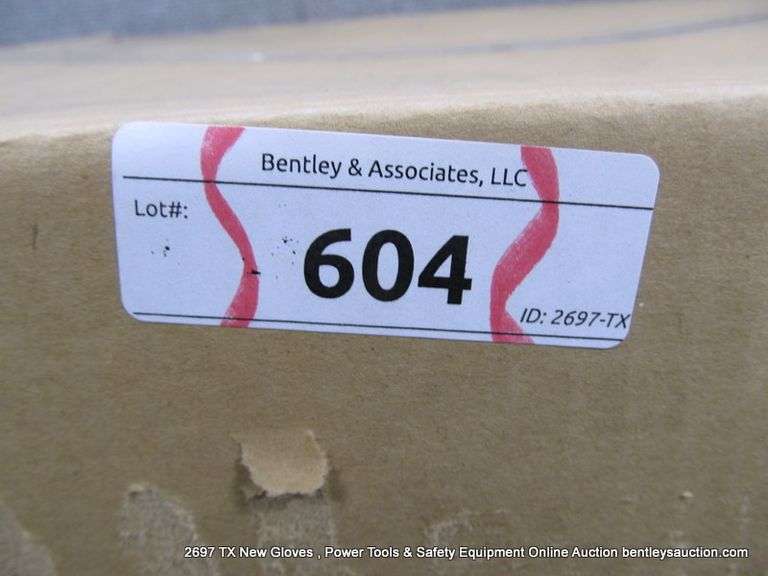 Bentley & Associates, LLC
Lot#:
604
ID: 2697-TX
2697 TX New Gloves , Power Tools & Safety Equipment Online Auction bentleysauction.com